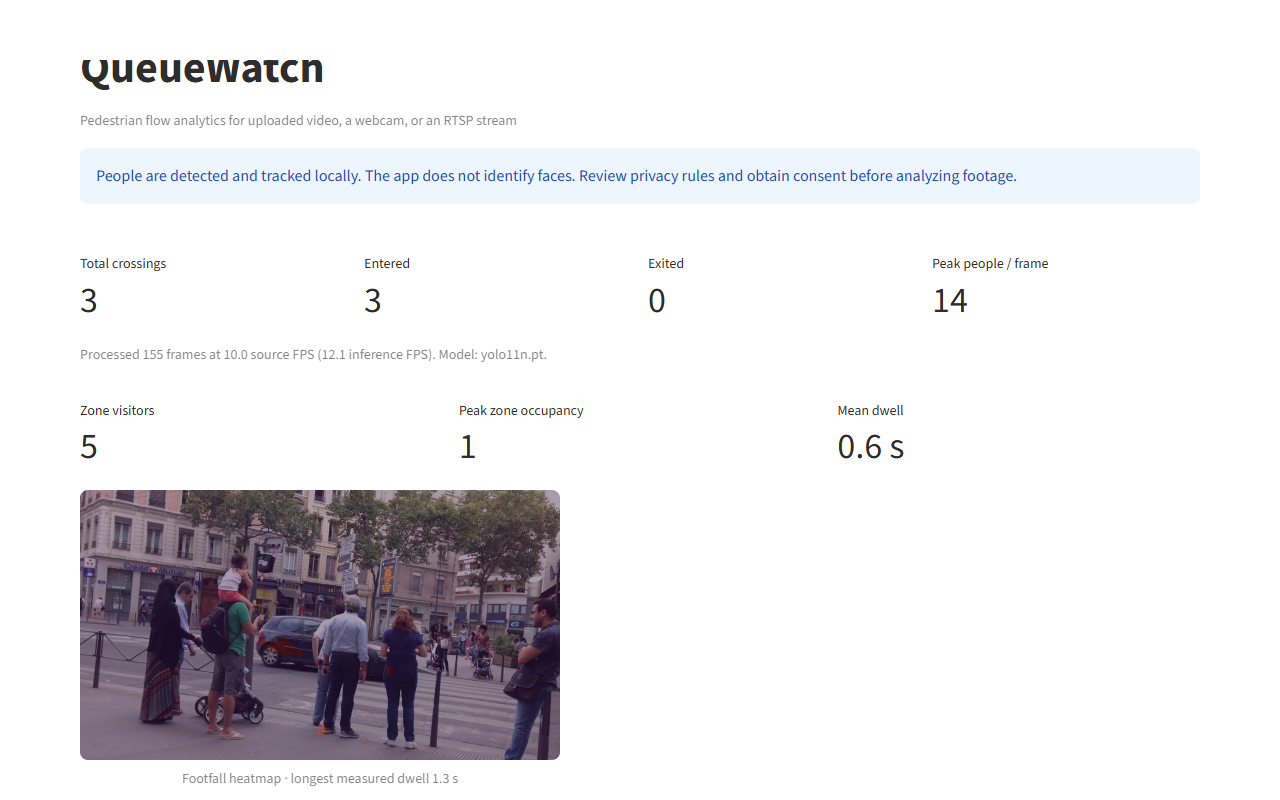 Queuewatch
Pedestrian flow analytics for uploaded video, a webcam, or an RTSP stream
People are detected and tracked locally. The app does not identify faces. Review privacy rules and obtain consent before analyzing footage.
Total crossings
Entered
Exited
Peak people / frame
3
3
0
14
Processed 155 frames at 10.0 source FPS (12.1 inference FPS). Model: yolo11n.pt.
Zone visitors
Peak zone occupancy
Mean dwell
5
1
0.6 s
Footfall heatmap · longest measured dwell 1.3 s